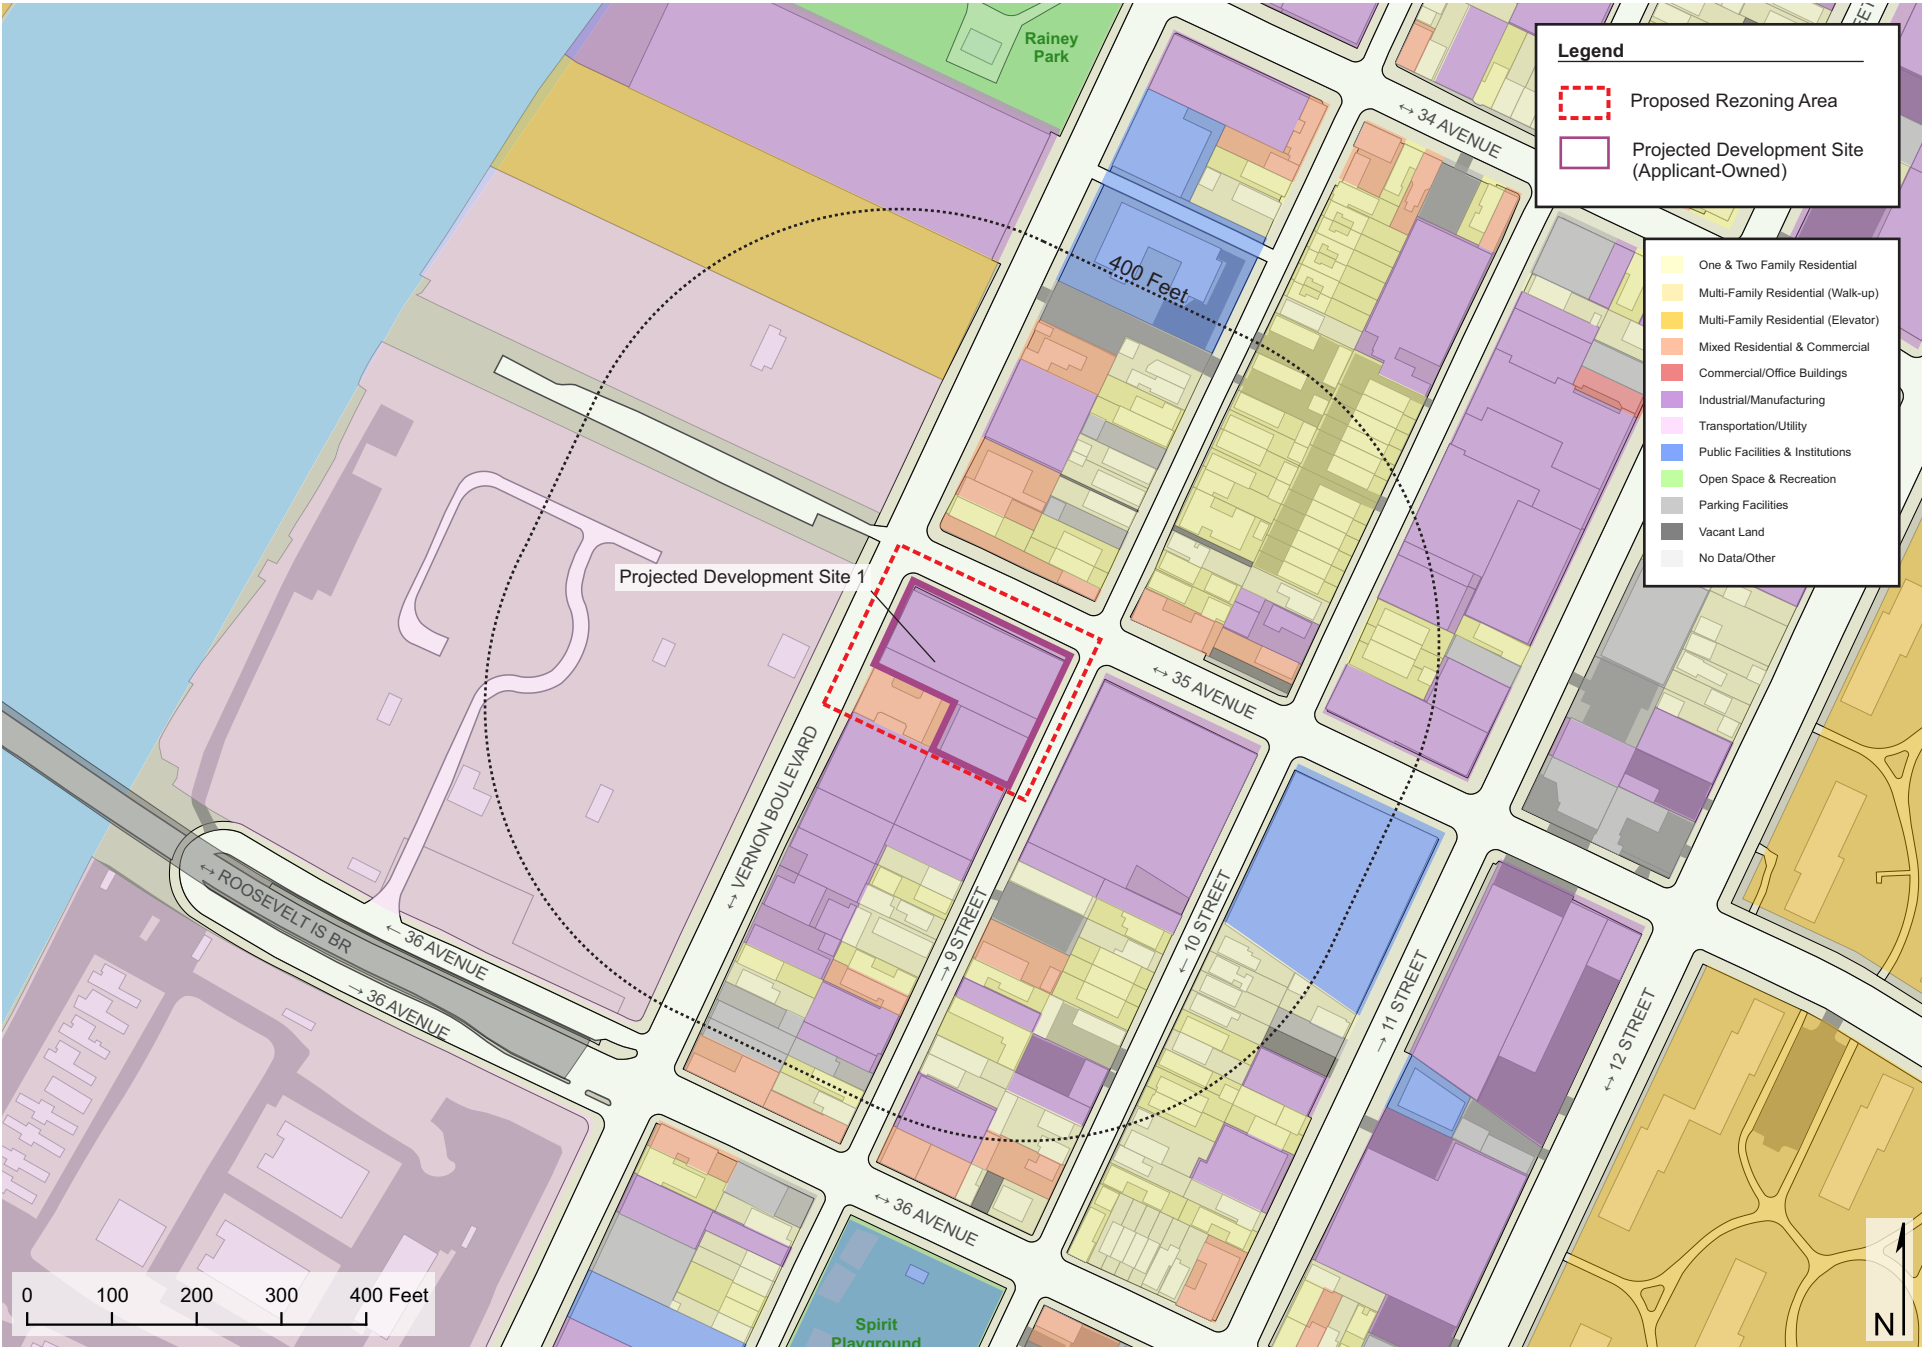 Rainey
Park
↔ 34 AVENUE
Legend
Proposed Rezoning Area
Projected Development Site
(Applicant-Owned)
One & Two Family Residential
Multi-Family Residential (Walk-up)
Multi-Family Residential (Elevator)
Mixed Residential & Commercial
Commercial/Office Buildings
Industrial/Manufacturing
Transportation/Utility
Public Facilities & Institutions
Open Space & Recreation
Parking Facilities
Vacant Land
No Data/Other
400 Feet
Projected Development Site 1
↔ 35 AVENUE
↔ VERNON BOULEVARD
↔ ROOSEVELT IS BR
← 36 AVENUE
→ 36 AVENUE
→ 9 STREET
← 10 STREET
→ 11 STREET
↔ 12 STREET
↔ 36 AVENUE
Spirit
Playground
0 100 200 300 400 Feet
N